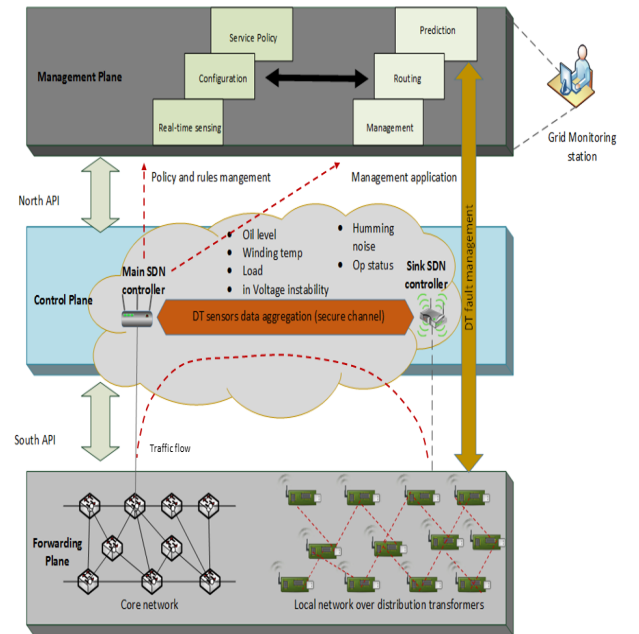 Prediction
Service Policy
Management Plane
Configuration
Routing
Real-time sensing
Management
Grid Monitoring
station
North API
Policy and rules mangement
Management application
Oil level
Winding temp
Load
in Voltage instability
Humming
noise
Op status
Main SDN
controller
Sink SDN
controller
Control Plane
DT sensors data aggregation (secure channel)
DT fault management
South API
Traffic flow
Forwarding
Plane
Core network
Local network over distribution transformers